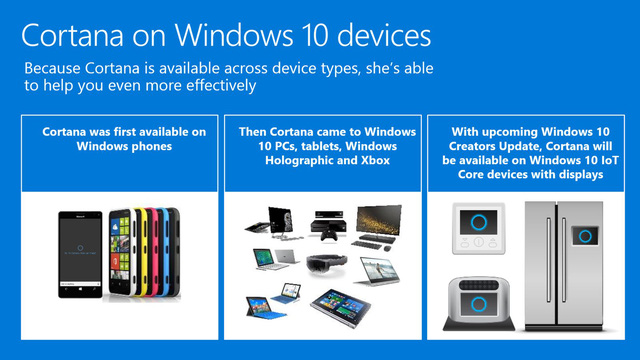 Cortana on Windows 10 devices
Because Cortana is available across device types, she's able
to help you even more effectively
Cortana was first available on
Windows phones
Then Cortana came to Windows
10 PCs, tablets, Windows
Holographic and Xbox
With upcoming Windows 10
Creators Update, Cortana will
be available on Windows 10 IoT
Core devices with displays